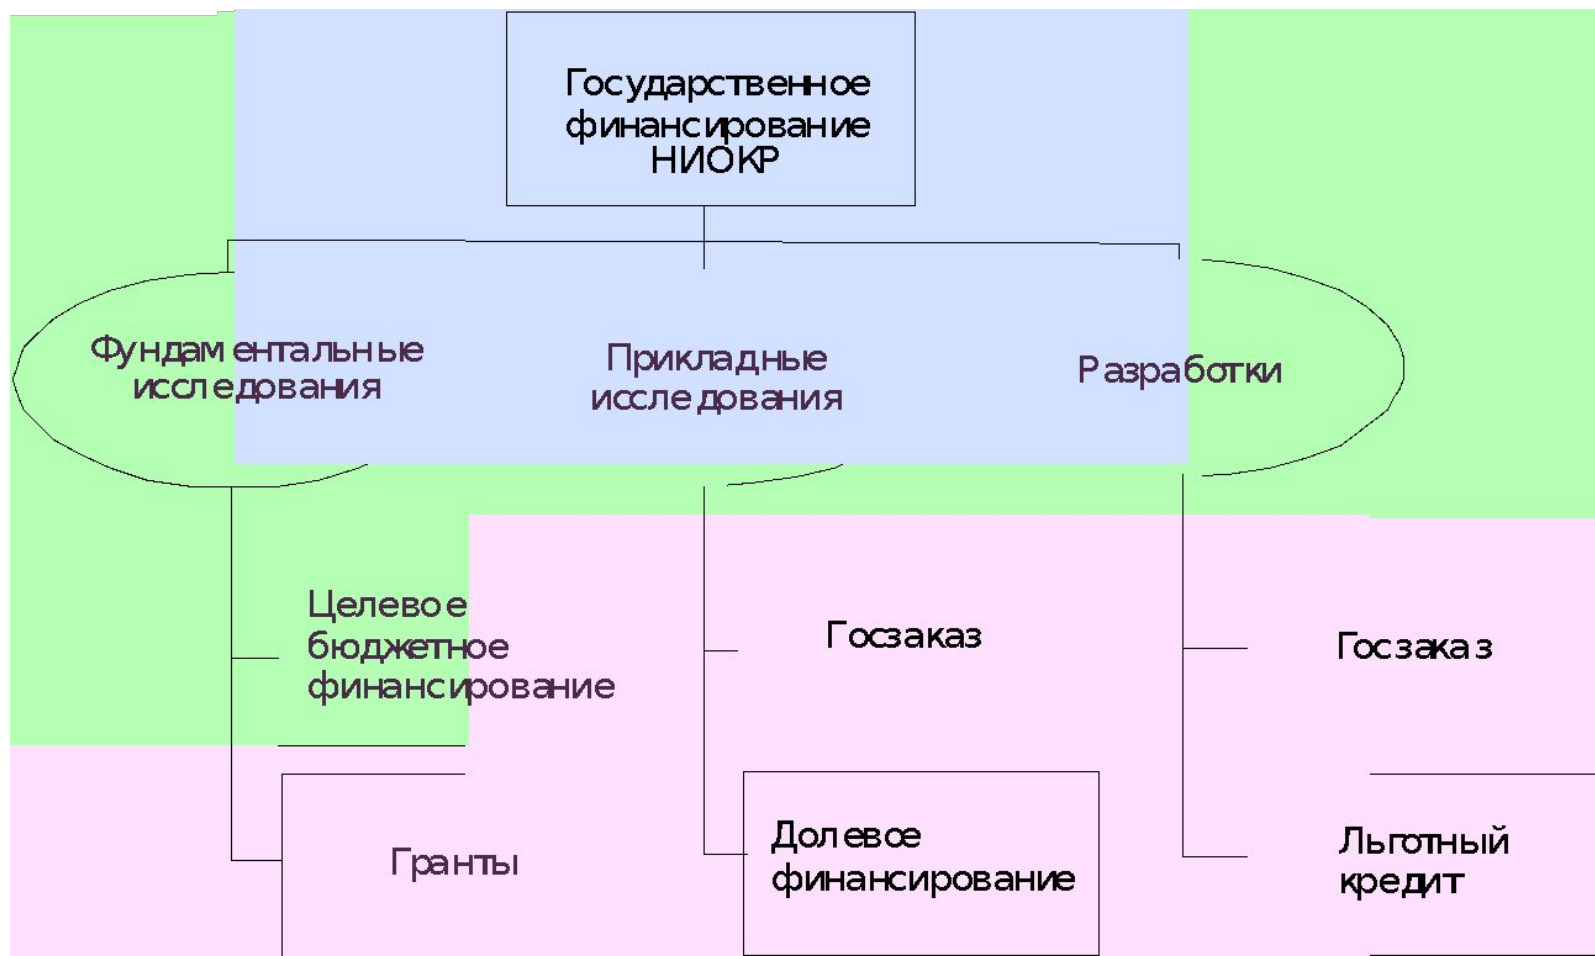 Государственное
финансирование
НИОКР
Фундаментальные
исследования
Прикладные
исследования
Разработки
Целевое
бюджетное
финансирование
Госзаказ
Госзаказ
Гранты
Долевое
финансирование
Льготный
кредит